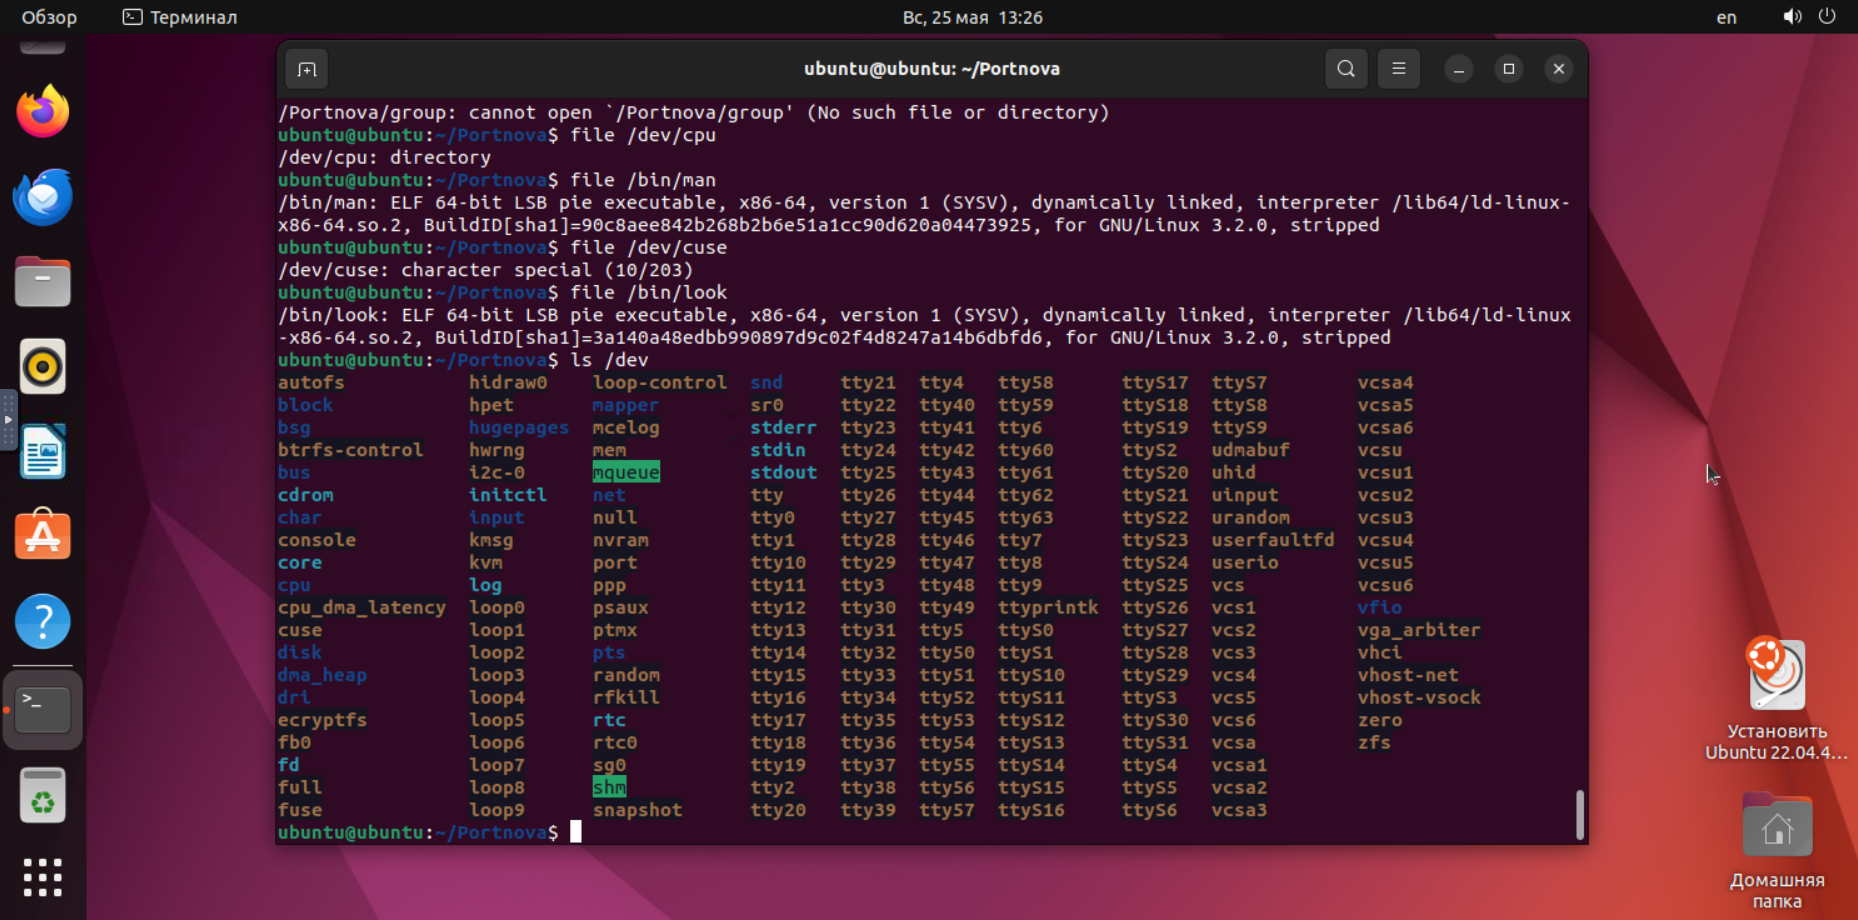 Обзор Терминал Вс, 25 мая 13:26 en
ubuntu@ubuntu: ~/Portnova
/Portnova/group: cannot open `/Portnova/group' (No such file or directory)
ubuntu@ubuntu:~/Portnova$ file /dev/cpu
/dev/cpu: directory
ubuntu@ubuntu:~/Portnova$ file /bin/man
/bin/man: ELF 64-bit LSB pie executable, x86-64, version 1 (SYSV), dynamically linked, interpreter /lib64/ld-linux-
x86-64.so.2, BuildID[sha1]=90c8aee842b268b2b6e51a1cc90d620a04473925, for GNU/Linux 3.2.0, stripped
ubuntu@ubuntu:~/Portnova$ file /dev/cuse
/dev/cuse: character special (10/203)
ubuntu@ubuntu:~/Portnova$ file /bin/look
/bin/look: ELF 64-bit LSB pie executable, x86-64, version 1 (SYSV), dynamically linked, interpreter /lib64/ld-linux
-x86-64.so.2, BuildID[sha1]=3a140a48edbb990897d9c02f4d8247a14b6dbfd6, for GNU/Linux 3.2.0, stripped
ubuntu@ubuntu:~/Portnova$ ls /dev
autofs hidraw0 loop-control snd tty21 tty4 tty58 ttyS17 ttyS7 vcsa4
block hpet mapper sr0 tty22 tty40 tty59 ttyS18 ttyS8 vcsa5
bsg hugepages mcelog stderr tty23 tty41 tty6 ttyS19 ttyS9 vcsa6
btrfs-control hwrng mem stdin tty24 tty42 tty60 ttyS2 udmabuf vcsu
bus i2c-0 mqueue stdout tty25 tty43 tty61 ttyS20 uhid vcsu1
cdrom initctl net tty tty26 tty44 tty62 ttyS21 uinput vcsu2
char input null tty0 tty27 tty45 tty63 ttyS22 urandom vcsu3
console kmsg nvram tty1 tty28 tty46 tty7 ttyS23 userfaultfd vcsu4
core kvm port tty10 tty29 tty47 tty8 ttyS24 userio vcsu5
cpu log ppp tty11 tty3 tty48 tty9 ttyS25 vcs vcsu6
cpu_dma_latency loop0 psaux tty12 tty30 tty49 ttyprintk ttyS26 vcs1 vfio
cuse loop1 ptmx tty13 tty31 tty5 ttyS0 ttyS27 vcs2 vga_arbiter
disk loop2 pts tty14 tty32 tty50 ttyS1 ttyS28 vcs3 vhci
dma_heap loop3 random tty15 tty33 tty51 ttyS10 ttyS29 vcs4 vhost-net
dri loop4 rfkill tty16 tty34 tty52 ttyS11 ttyS3 vcs5 vhost-vsock
ecryptfs loop5 rtc tty17 tty35 tty53 ttyS12 ttyS30 vcs6 zero
fb0 loop6 rtc0 tty18 tty36 tty54 ttyS13 ttyS31 vcsa zfs
fd loop7 sg0 tty19 tty37 tty55 ttyS14 ttyS4 vcsa1
full loop8 shm tty2 tty38 tty56 ttyS15 ttyS5 vcsa2
fuse loop9 snapshot tty20 tty39 tty57 ttyS16 ttyS6 vcsa3
ubuntu@ubuntu:~/Portnova$
Установить
Ubuntu 22.04.4…
Домашняя
папка